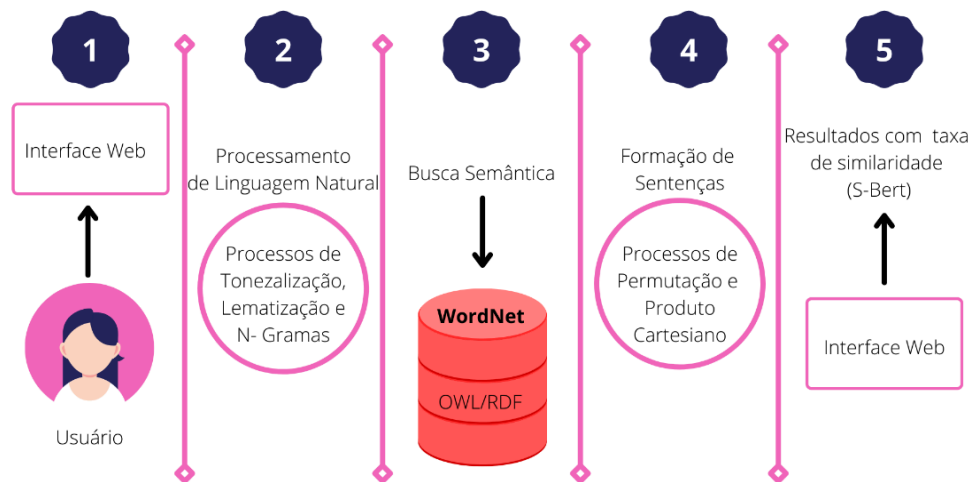 1
Interface Web
Usuário
2
Processamento
de Linguagem Natural
Processos de
Tonezalização,
Lematização e
N- Gramas
3
Busca Semântica
WordNet
OWL/RDF
4
Formação de
Sentenças
Processos de
Permutação e
Produto
Cartesiano
5
Resultados com taxa
de similaridade
(S-Bert)
Interface Web